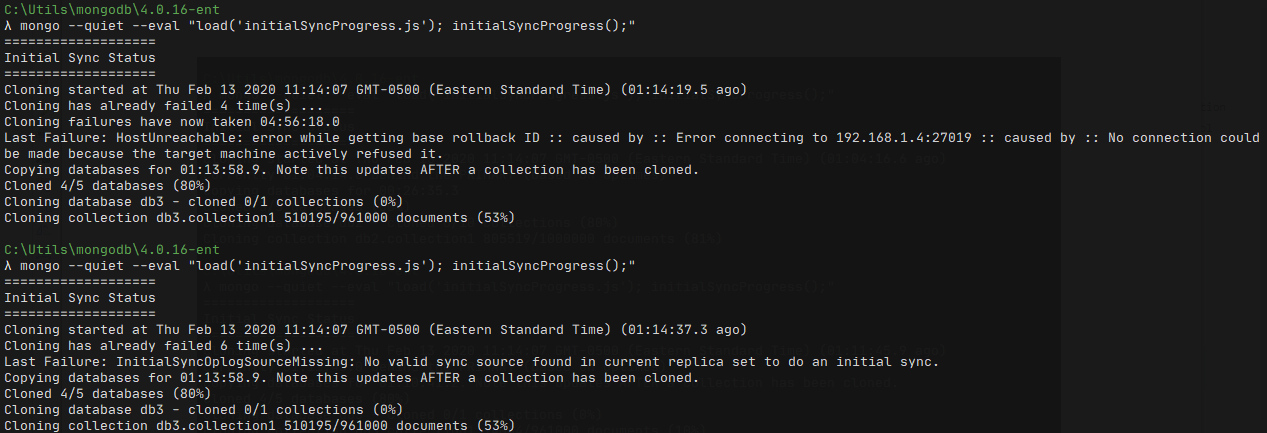 C:\Utils\mongodb\4.0.16-ent
λ mongo --quiet --eval "load('initialSyncProgress.js'); initialSyncProgress();"
===================
Initial Sync Status
===================
Cloning started at Thu Feb 13 2020 11:14:07 GMT-0500 (Eastern Standard Time) (01:14:19.5 ago)
Cloning has already failed 4 time(s) ...
Cloning failures have now taken 04:56:18.0
Last Failure: HostUnreachable: error while getting base rollback ID :: caused by :: Error connecting to 192.168.1.4:27019 :: caused by :: No connection could
be made because the target machine actively refused it.
Copying databases for 01:13:58.9. Note this updates AFTER a collection has been cloned.
Cloned 4/5 databases (80%)
Cloning database db3 - cloned 0/1 collections (0%)
Cloning collection db3.collection1 510195/961000 documents (53%)
C:\Utils\mongodb\4.0.16-ent
λ mongo --quiet --eval "load('initialSyncProgress.js'); initialSyncProgress();"
===================
Initial Sync Status
===================
Cloning started at Thu Feb 13 2020 11:14:07 GMT-0500 (Eastern Standard Time) (01:14:37.3 ago)
Cloning has already failed 6 time(s) ...
Last Failure: InitialSyncOplogSourceMissing: No valid sync source found in current replica set to do an initial sync.
Copying databases for 01:13:58.9. Note this updates AFTER a collection has been cloned.
Cloned 4/5 databases (80%)
Cloning database db3 - cloned 0/1 collections (0%)
Cloning collection db3.collection1 510195/961000 documents (53%)